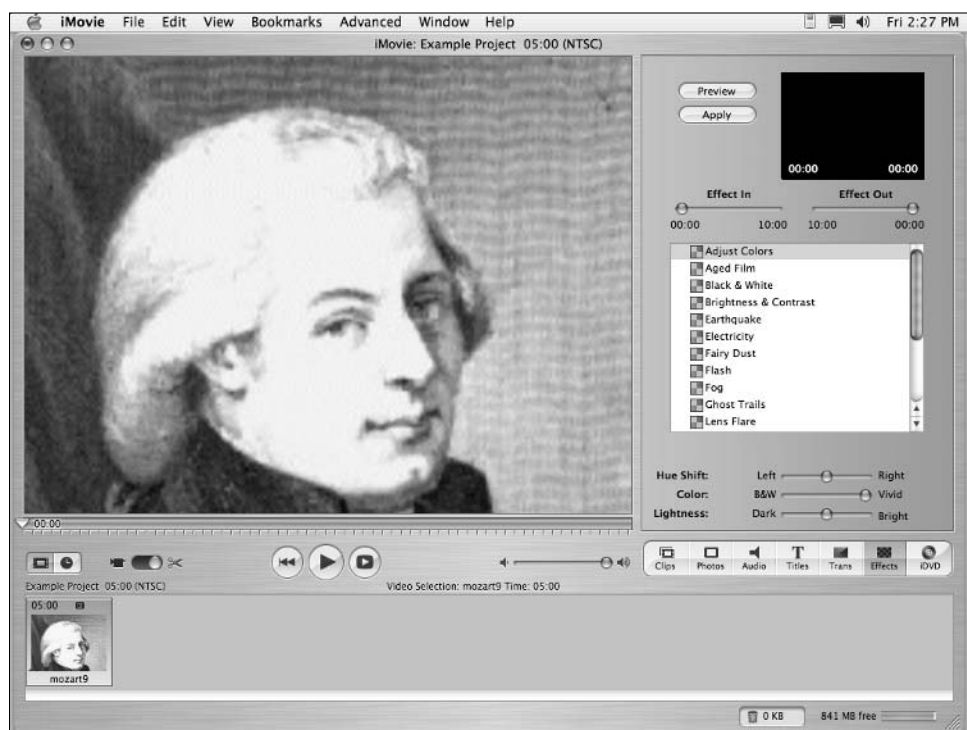 iMovie File Edit View Bookmarks Advanced Window Help Fri 2:27 PM
iMovie: Example Project 05:00 (NTSC)
Preview
Apply
00:00 00:00
Effect In Effect Out
00:00 10:00 10:00 00:00
Adjust Colors
Aged Film
Black & White
Brightness & Contrast
Earthquake
Electricity
Fairy Dust
Flash
Fog
Ghost Trails
Lens Flare
Hue Shift: Left Right
Color: B&W Vivid
Lightness: Dark Bright
00:00
Clips Photos Audio Titles Trans Effects iDVD
Example Project 05:00 (NTSC) Video Selection: mozart9 Time: 05:00
05:00
mozart9
0 KB 841 MB free